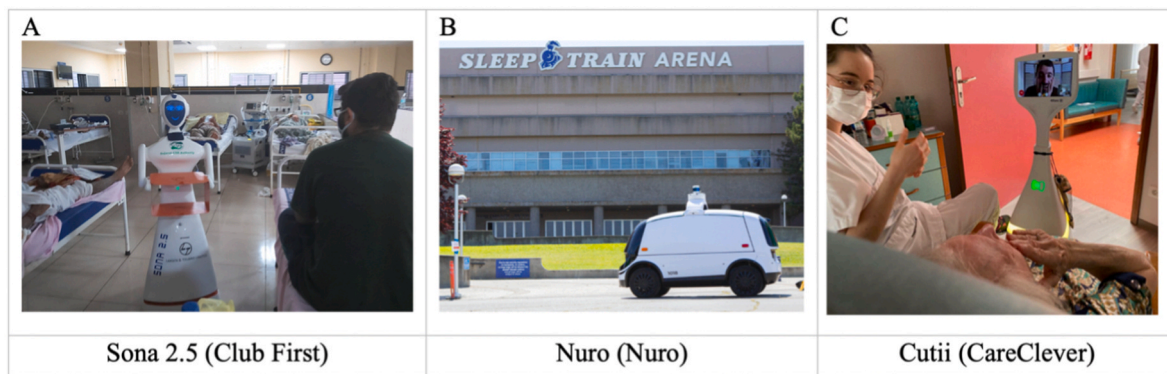 A
B
C
SLEEP TRAIN ARENA
SONA 2.5
Sona 2.5 (Club First)
Nuro (Nuro)
Cutii (CareClever)